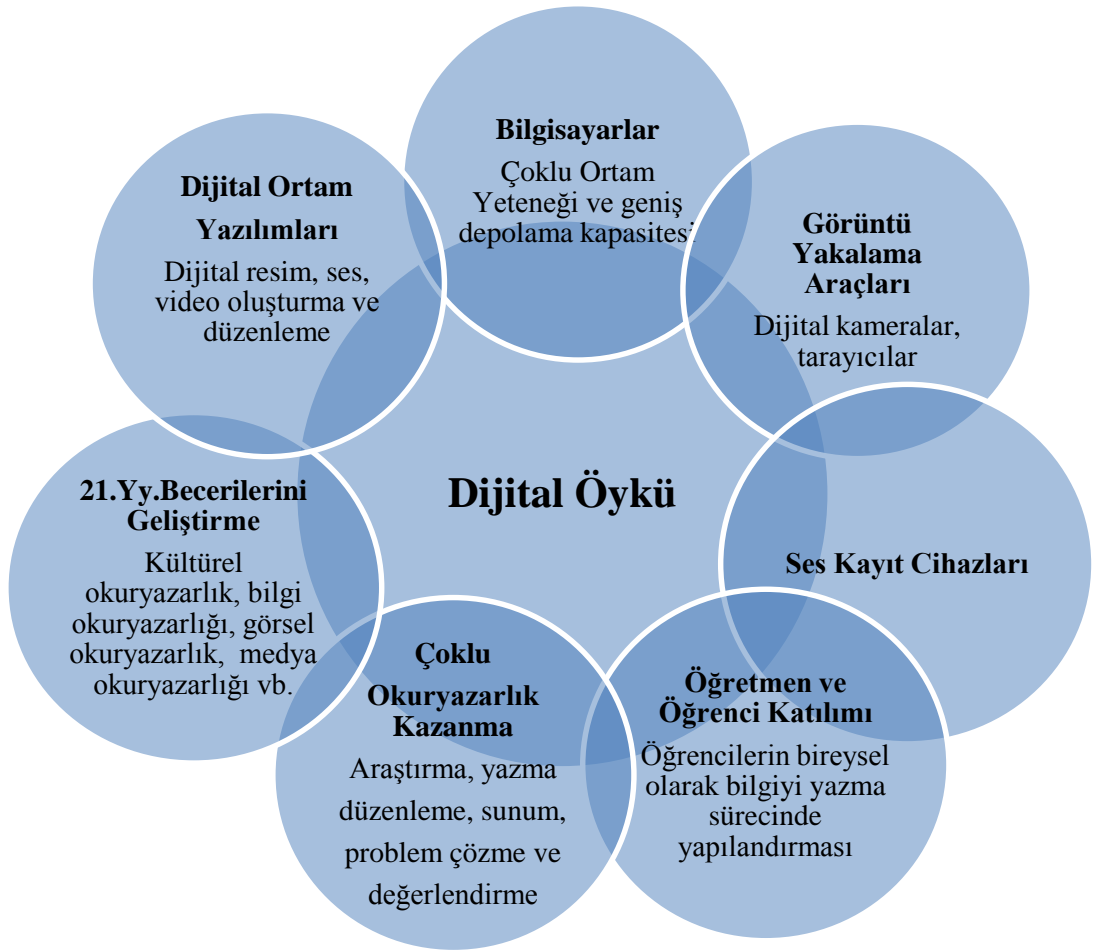 Bilgisayarlar
Çoklu Ortam
Yeteneği ve geniş
depolama kapasitesi
Görüntü
Yakalama
Araçları
Dijital kameralar,
tarayıcılar
Ses Kayıt Cihazları
Öğretmen ve
Öğrenci Katılımı
Öğrencilerin bireysel
olarak bilgiyi yazma
sürecinde
yapılandırması
Çoklu
Okuryazarlık
Kazanma
Araştırma, yazma
düzenleme, sunum,
problem çözme ve
değerlendirme
21.Yy.Becerilerini
Geliştirme
Kültürel
okuryazarlık, bilgi
okuryazarlığı, görsel
okuryazarlık, medya
okuryazarlığı vb.
Dijital Ortam
Yazılımları
Dijital resim, ses,
video oluşturma ve
düzenleme
Dijital Öykü